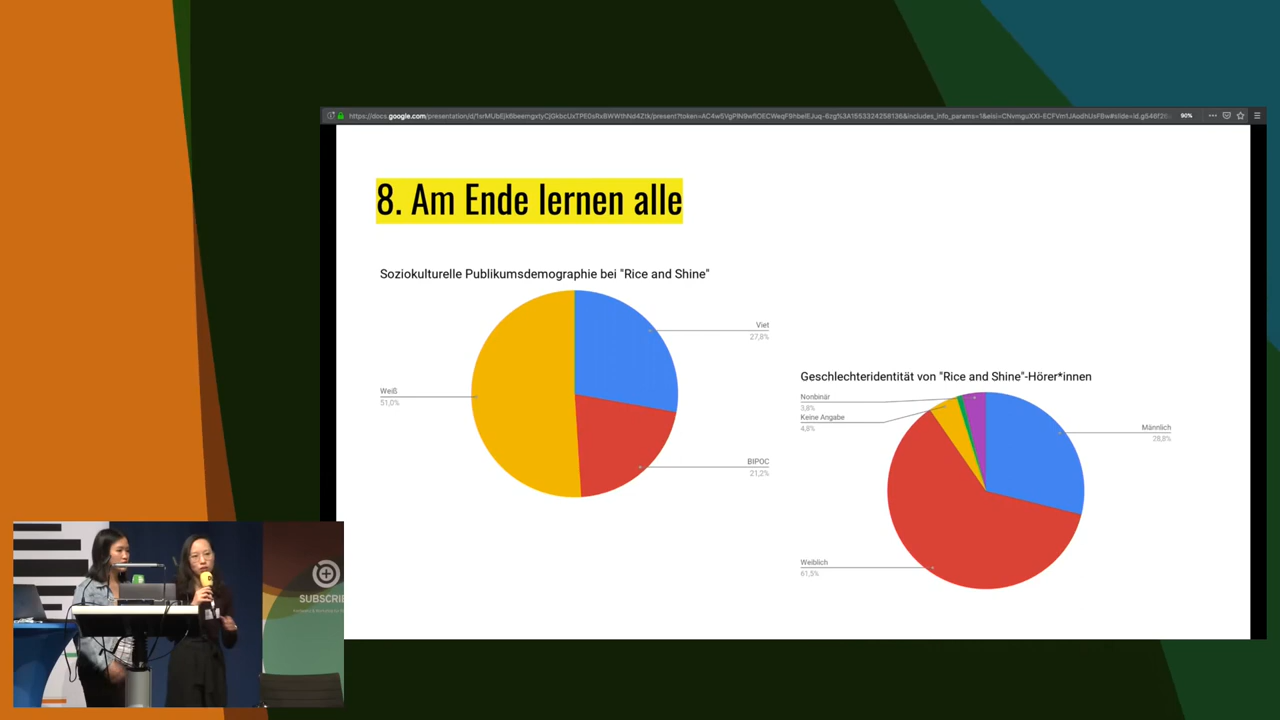 90%
8. Am Ende lernen alle
Soziokulturelle Publikumsdemographie bei "Rice and Shine"
Viet
27,8%
Weiß
51,0%
BIPOC
21,2%
Geschlechteridentität von "Rice and Shine"-Hörer*innen
Nonbinär
3,8%
Keine Angabe
4,8%
Männlich
28,8%
Weiblich
61,5%
SUBSCRIBE